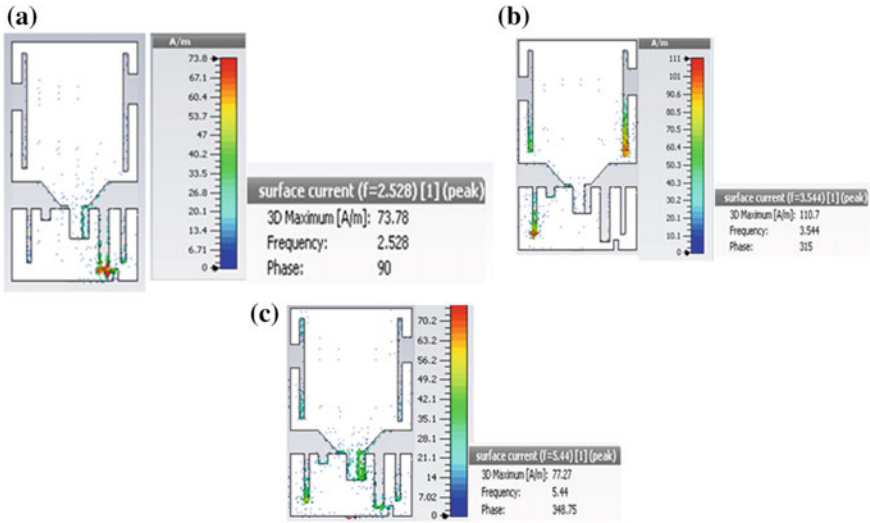 (a)
A/m
73.8
67.1
60.4
53.7
47
40.2
33.5
26.8
20.1
13.4
6.71
0
surface current (f=2.528) [1] (peak)
3D Maximum [A/m]: 73.78
Frequency: 2.528
Phase: 90
(b)
A/m
111
101
90.6
80.5
70.5
60.4
50.3
40.3
30.2
20.1
10.1
0
surface current (f=3.544) [1] (peak)
3D Maximum [A/m]: 110.7
Frequency: 3.544
Phase: 315
(c)
70.2
63.2
56.2
49.2
42.1
35.1
28.1
21.1
14
7.02
0
surface current (f=5.44) [1] (peak)
3D Maximum [A/m]: 77.27
Frequency: 5.44
Phase: 348.75